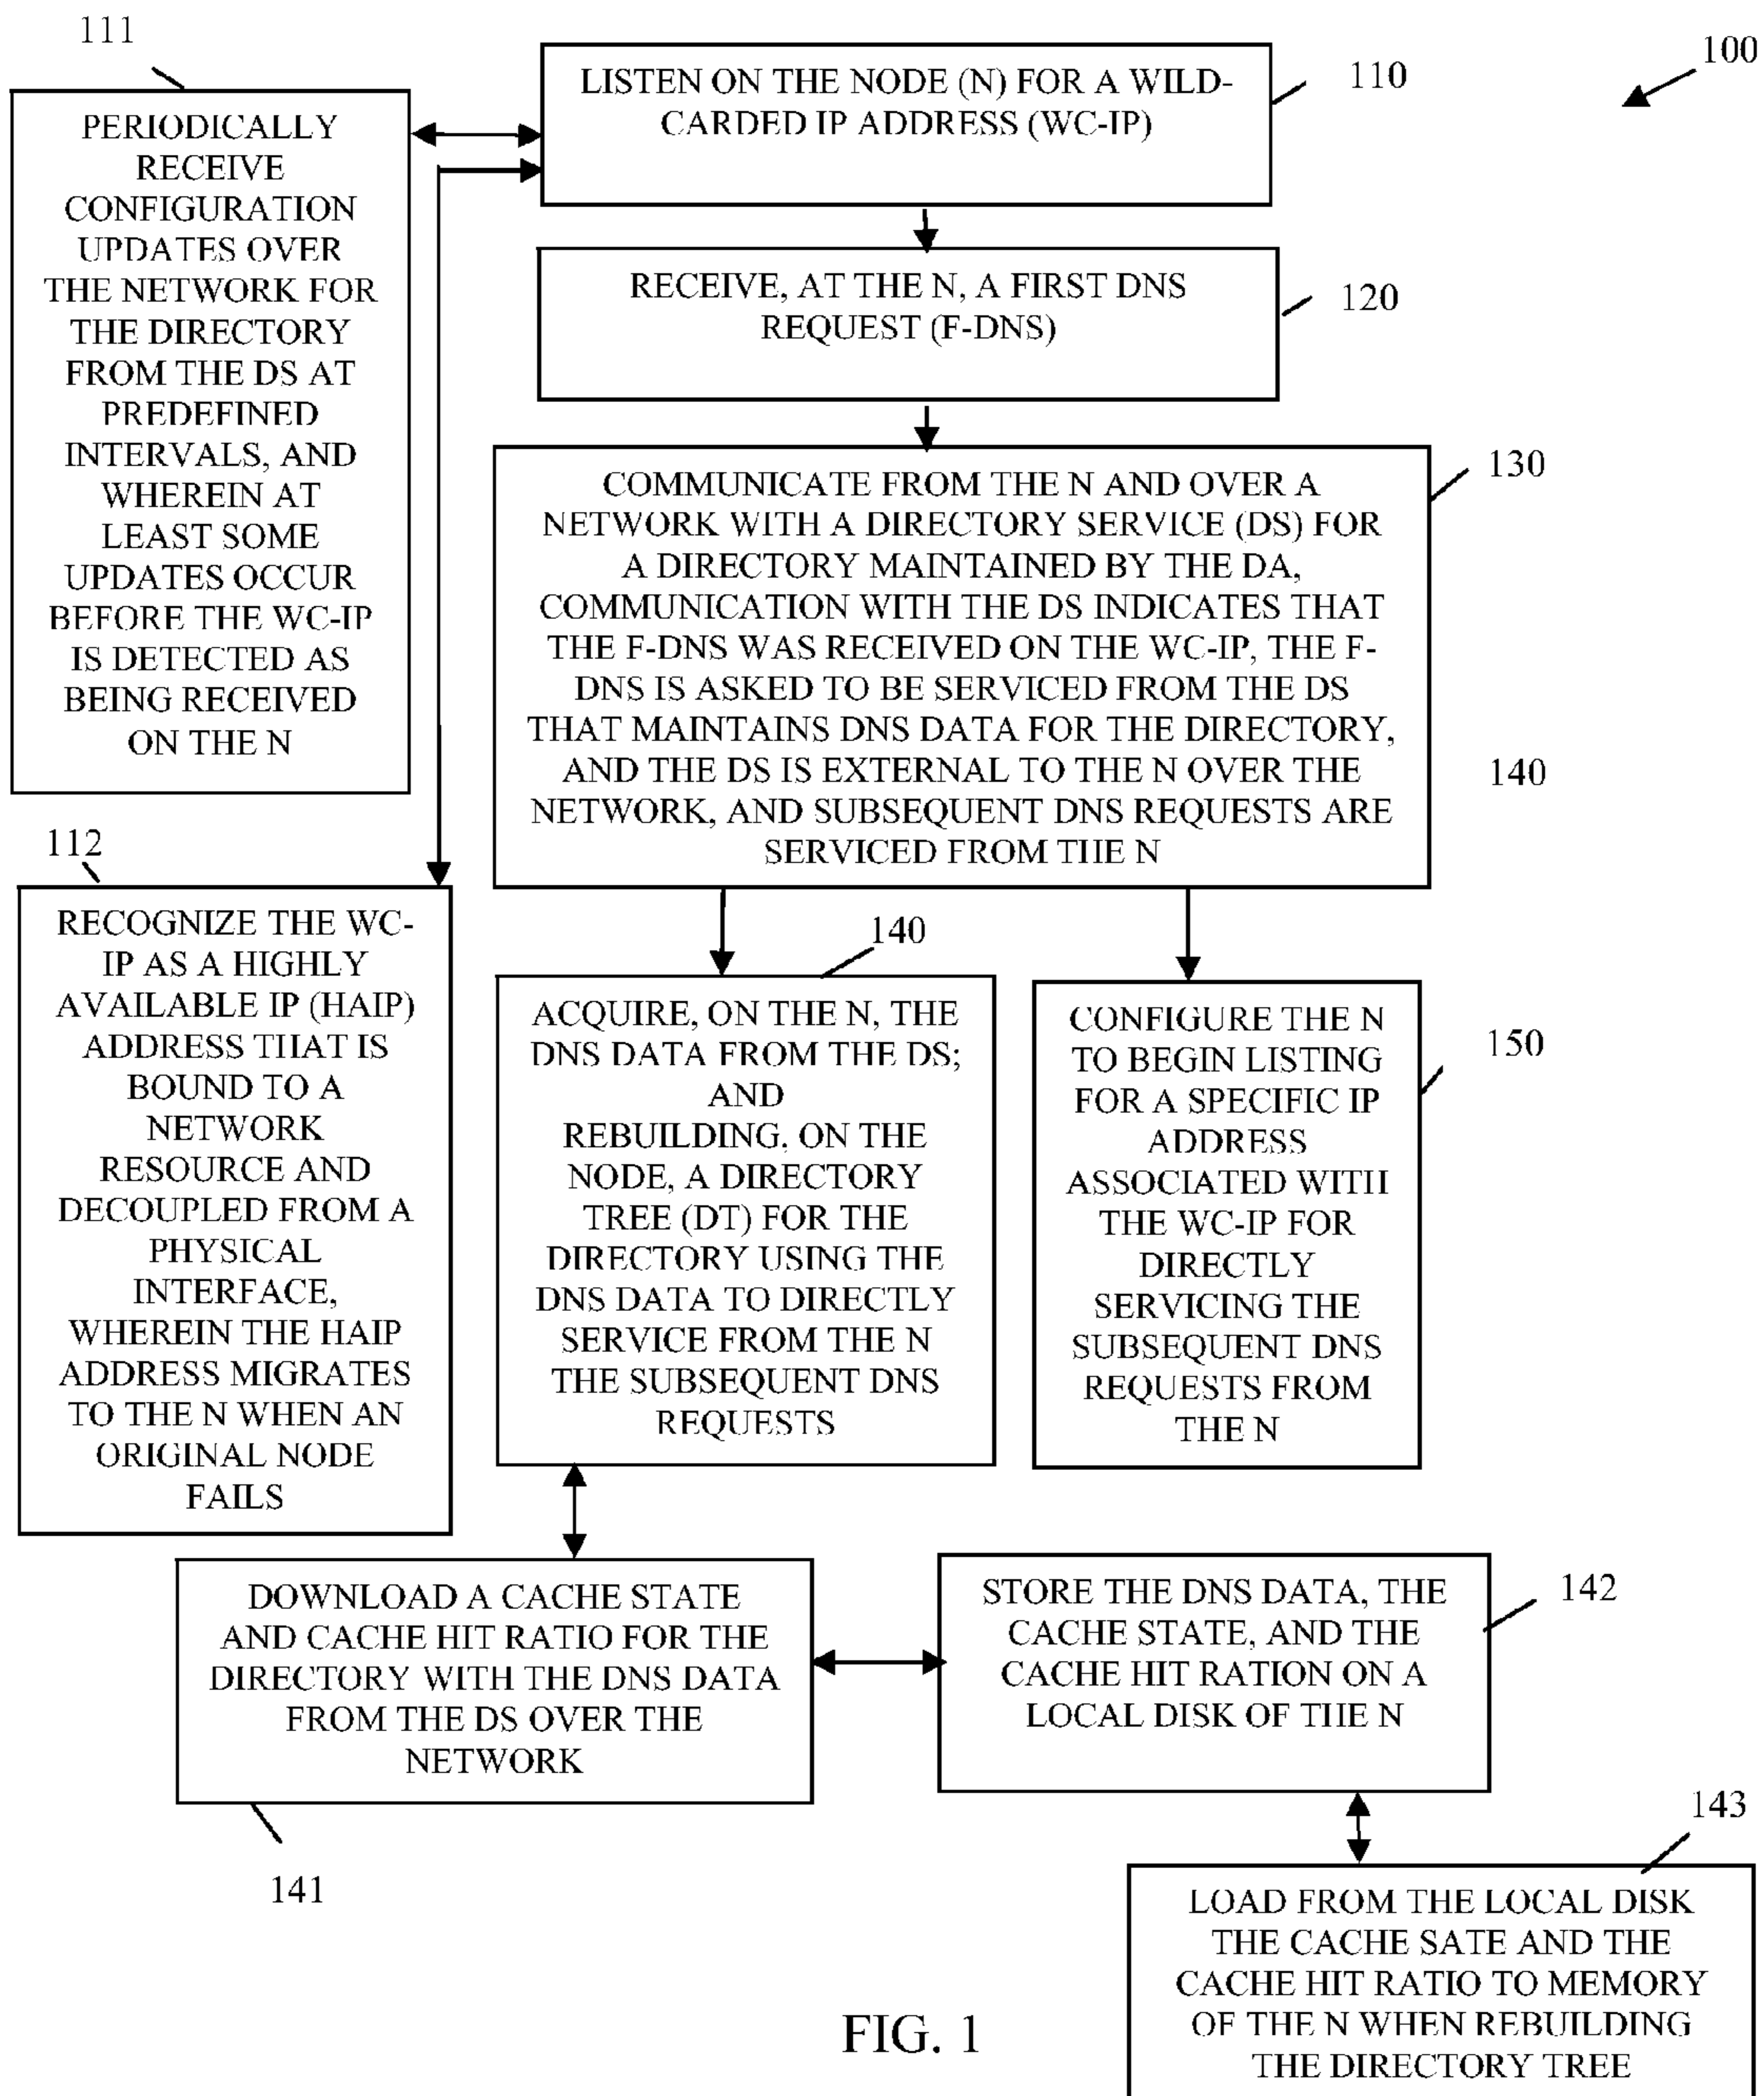 111
100
LISTEN ON THE NODE (N) FOR A WILD-
CARDED IP ADDRESS (WC-IP)
110
PERIODICALLY
RECEIVE
CONFIGURATION
UPDATES OVER
THE NETWORK FOR
THE DIRECTORY
FROM THE DS AT
PREDEFINED
INTERVALS, AND
WHEREIN AT
LEAST SOME
UPDATES OCCUR
BEFORE THE WC-IP
IS DETECTED AS
BEING RECEIVED
ON THE N
RECEIVE, AT THE N, A FIRST DNS
REQUEST (F-DNS)
120
COMMUNICATE FROM THE N AND OVER A
NETWORK WITH A DIRECTORY SERVICE (DS) FOR
A DIRECTORY MAINTAINED BY THE DA,
COMMUNICATION WITH THE DS INDICATES THAT
THE F-DNS WAS RECEIVED ON THE WC-IP, THE F-
DNS IS ASKED TO BE SERVICED FROM THE DS
THAT MAINTAINS DNS DATA FOR THE DIRECTORY,
AND THE DS IS EXTERNAL TO THE N OVER THE
NETWORK, AND SUBSEQUENT DNS REQUESTS ARE
SERVICED FROM THE N
130
140
112
RECOGNIZE THE WC-
IP AS A HIGHLY
AVAILABLE IP (HAIP)
ADDRESS THAT IS
BOUND TO A
NETWORK
RESOURCE AND
DECOUPLED FROM A
PHYSICAL
INTERFACE,
WHEREIN THE HAIP
ADDRESS MIGRATES
TO THE N WHEN AN
ORIGINAL NODE
FAILS
140
ACQUIRE, ON THE N, THE
DNS DATA FROM THE DS;
AND
REBUILDING, ON THE
NODE, A DIRECTORY
TREE (DT) FOR THE
DIRECTORY USING THE
DNS DATA TO DIRECTLY
SERVICE FROM THE N
THE SUBSEQUENT DNS
REQUESTS
CONFIGURE THE N
TO BEGIN LISTING
FOR A SPECIFIC IP
ADDRESS
ASSOCIATED WITH
THE WC-IP FOR
DIRECTLY
SERVICING THE
SUBSEQUENT DNS
REQUESTS FROM
THE N
150
DOWNLOAD A CACHE STATE
AND CACHE HIT RATIO FOR THE
DIRECTORY WITH THE DNS DATA
FROM THE DS OVER THE
NETWORK
141
STORE THE DNS DATA, THE
CACHE STATE, AND THE
CACHE HIT RATION ON A
LOCAL DISK OF THE N
142
143
LOAD FROM THE LOCAL DISK
THE CACHE SATE AND THE
CACHE HIT RATIO TO MEMORY
OF THE N WHEN REBUILDING
THE DIRECTORY TREE
FIG. 1